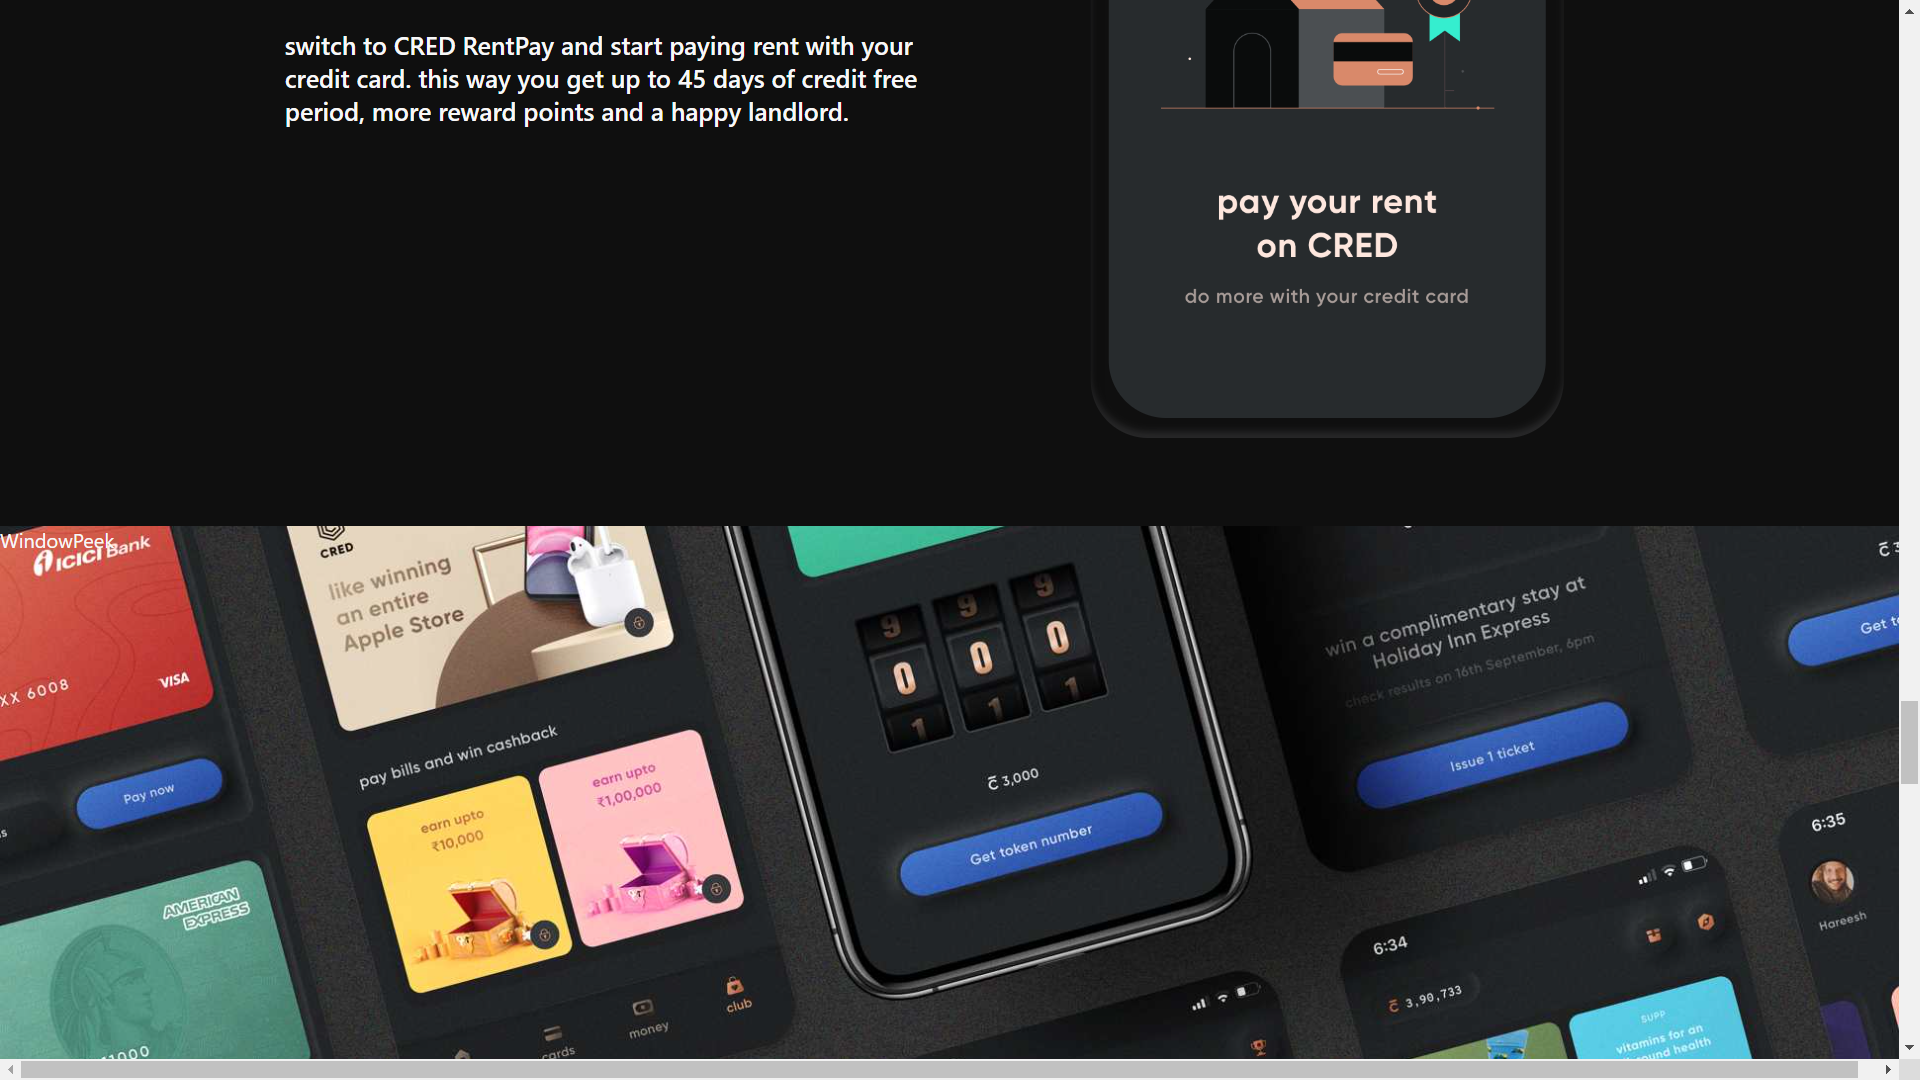 switch to CRED RentPay and start paying rent with your
credit card. this way you get up to 45 days of credit free
period, more reward points and a happy landlord.
pay your rent
on CRED
do more with your credit card
WindowPeek
ICICI Bank
XX 6008
VISA
Pay now
AMERICAN
EXPRESS
CRED
like winning
an entire
Apple Store
pay bills and win cashback
earn upto
₹10,000
earn upto
₹1,00,000
cards
money
club
9 9 9
0 0 0
1 1 1
3,000
Get token number
win a complimentary stay at
Holiday Inn Express
check results on 16th September, 6pm
Issue 1 ticket
6:34
3,90,733
SUPP
vitamins for an
health
6:35
Hareesh